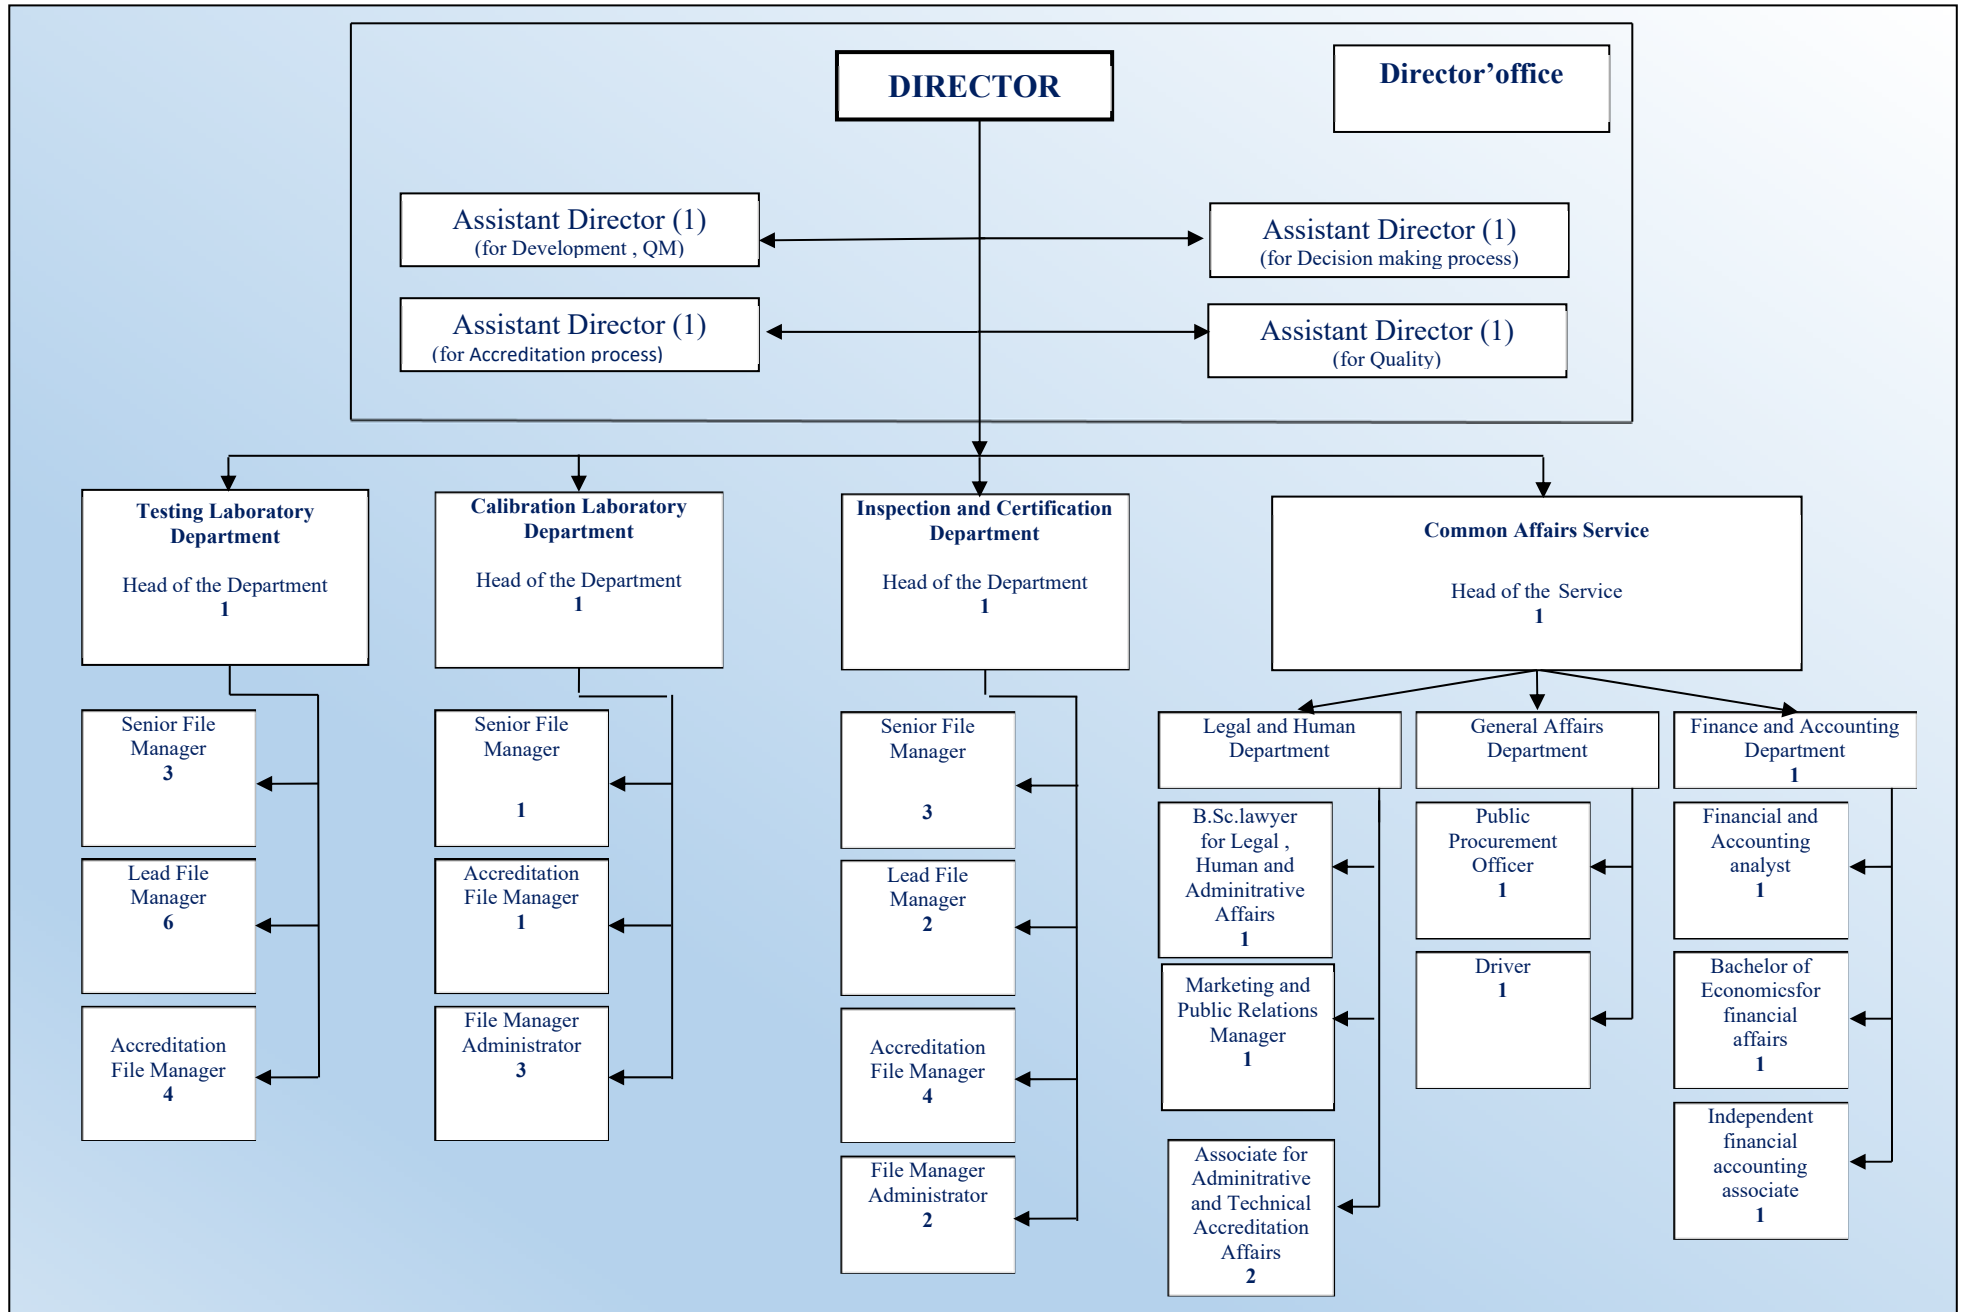 DIRECTOR
Director’office
Assistant Director (1)
(for Development , QM)
Assistant Director (1)
(for Decision making process)
Assistant Director (1)
(for Accreditation process)
Assistant Director (1)
(for Quality)
Testing Laboratory
Department
Head of the Department
1
Calibration Laboratory
Department
Head of the Department
1
Inspection and Certification
Department
Head of the Department
1
Common Affairs Service
Head of the Service
1
Senior File
Manager
3
Lead File
Manager
6
Accreditation
File Manager
4
Senior File
Manager
1
Accreditation
File Manager
1
File Manager
Administrator
3
Senior File
Manager
3
Lead File
Manager
2
Accreditation
File Manager
4
File Manager
Administrator
2
Legal and Human
Department
B.Sc.lawyer
for Legal ,
Human and
Adminitrative
Affairs
1
Marketing and
Public Relations
Manager
1
Associate for
Adminitrative
and Technical
Accreditation
Affairs
2
General Affairs
Department
Public
Procurement
Officer
1
Driver
1
Finance and Accounting
Department
1
Financial and
Accounting
analyst
1
Bachelor of
Economicsfor
financial
affairs
1
Independent
financial
accounting
associate
1